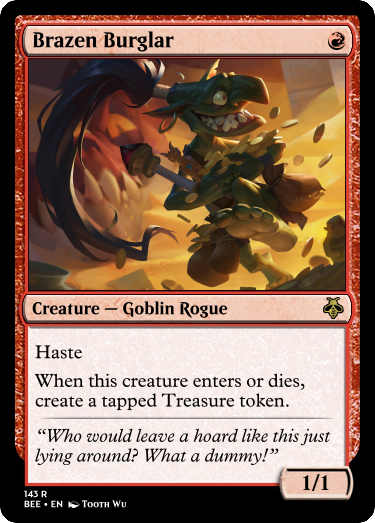 Brazen Burglar
Creature — Goblin Rogue
Haste
When this creature enters or dies,
create a tapped Treasure token.
“Who would leave a hoard like this just
lying around? What a dummy!”
1/1
143 R
BEE • EN Tooth Wu